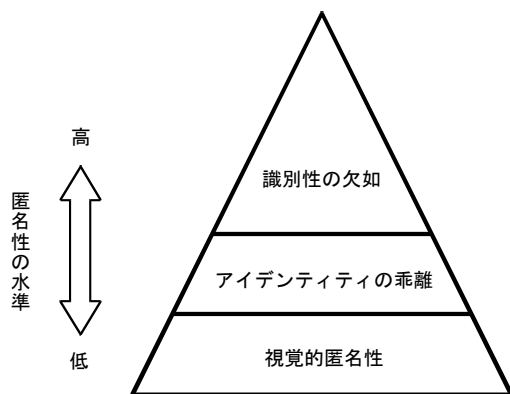 高
匿名性の水準
低
識別性の欠如
アイデンティティの乖離
視覚的匿名性